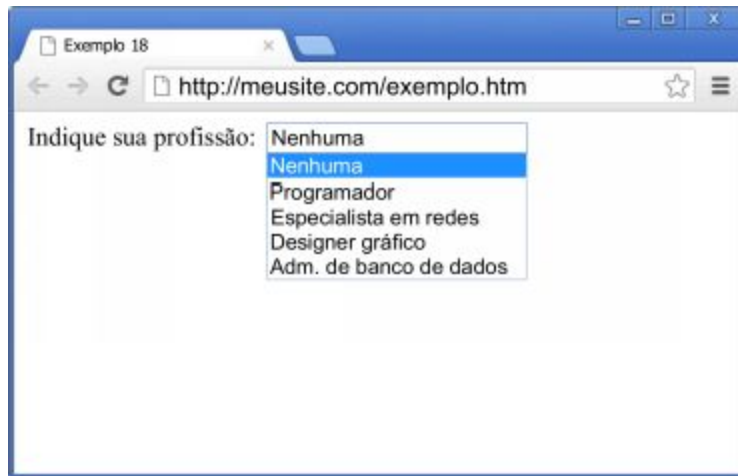 Exemplo 18
http://meusite.com/exemplo.htm
Indique sua profissão: Nenhuma
Nenhuma
Programador
Especialista em redes
Designer gráfico
Adm. de banco de dados